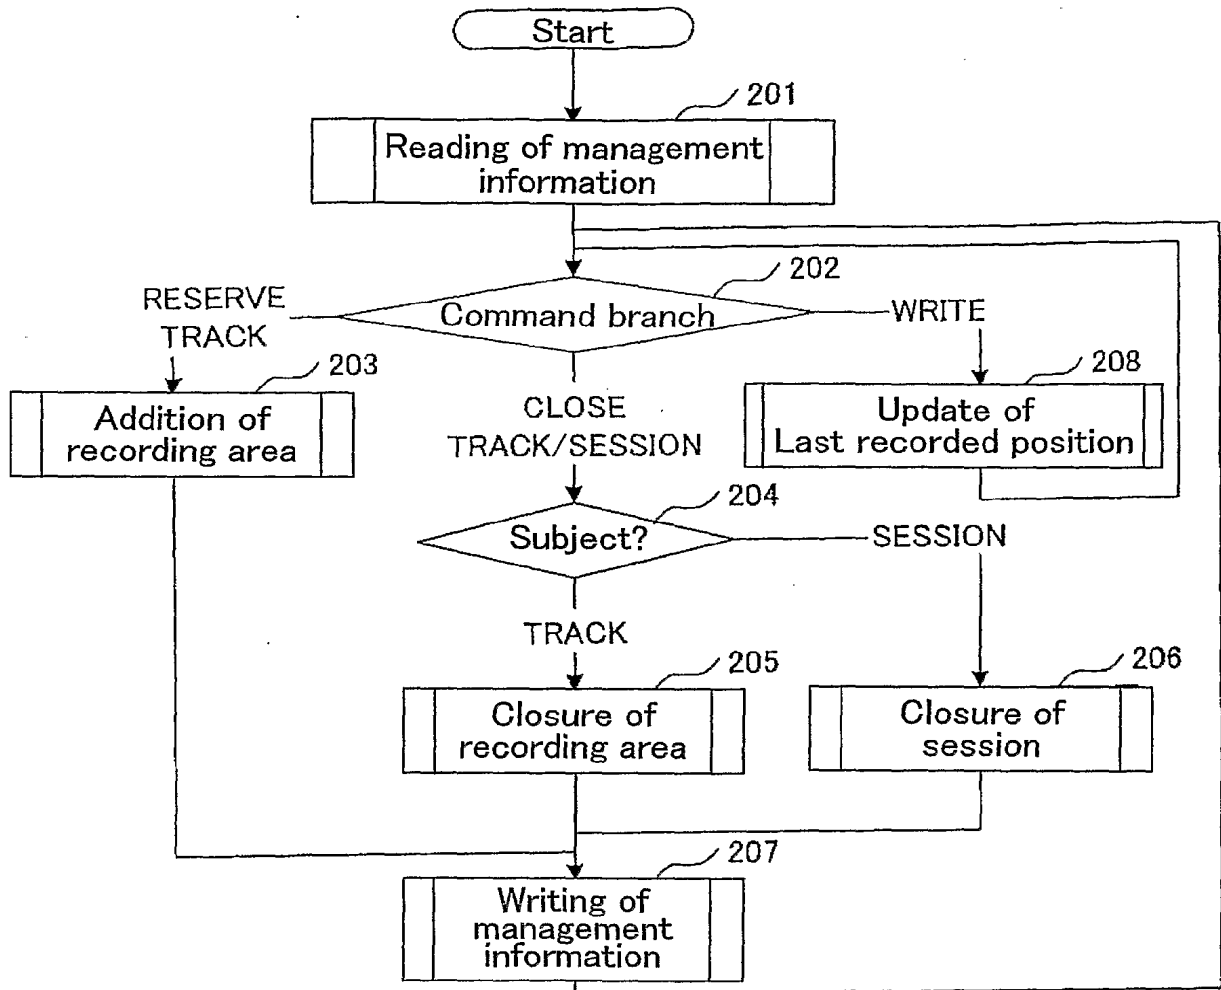 Start
201
Reading of management
information
202
Command branch
RESERVE
TRACK
WRITE
203
Addition of
recording area
CLOSE
TRACK/SESSION
208
Update of
Last recorded position
204
Subject?
SESSION
TRACK
205
Closure of
recording area
206
Closure of
session
207
Writing of
management
information